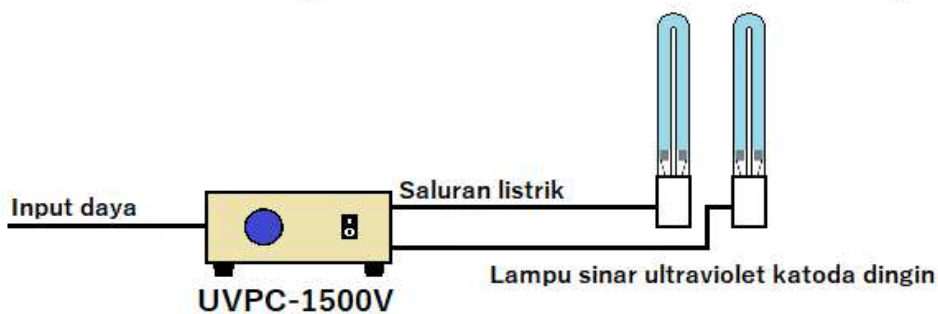 Saluran listrik
Input daya
Lampu sinar ultraviolet katoda dingin
UVPC-1500V